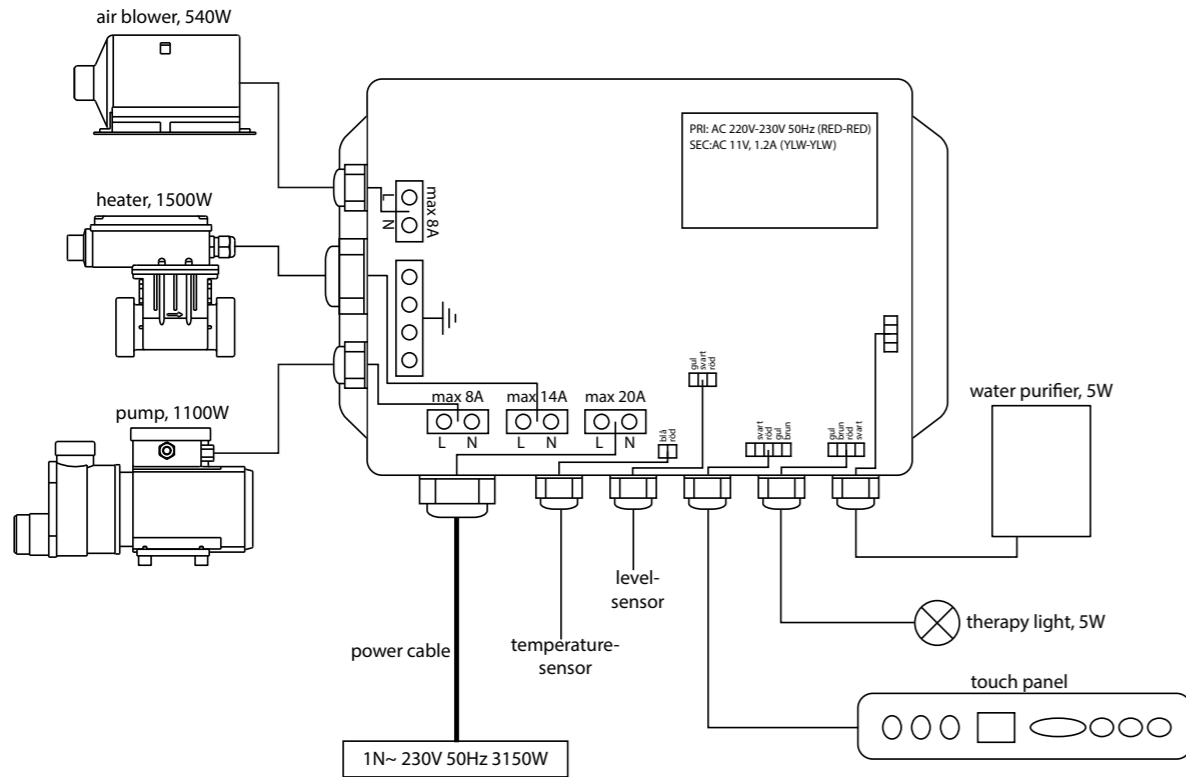 air blower, 540W
PRI: AC 220V-230V 50Hz (RED-RED)
SEC:AC 11V, 1.2A (YLW-YLW)
heater, 1500W
L
N
max 8A
pump, 1100W
max 8A
L N
max 14A
L N
max 20A
L N
blå
röd
gul
svart
röd
svart
röd
gul
brun
gul
brun
röd
svart
water purifier, 5W
level-
sensor
therapy light, 5W
temperature-
sensor
power cable
touch panel
1N~ 230V 50Hz 3150W